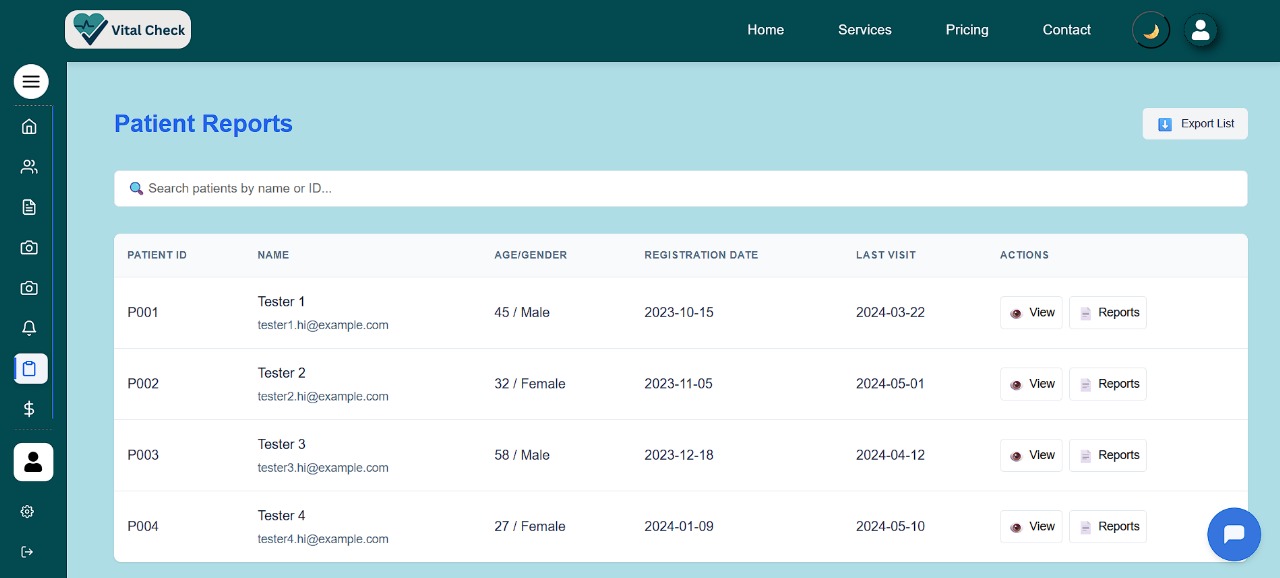 Vital Check
Home Services Pricing Contact
Patient Reports
Export List
Search patients by name or ID...
PATIENT ID NAME AGE/GENDER REGISTRATION DATE LAST VISIT ACTIONS
Tester 1
P001 45 / Male 2023-10-15 2024-03-22 View Reports
tester1.hi@example.com
Tester 2
P002 32 / Female 2023-11-05 2024-05-01 View Reports
tester2.hi@example.com
Tester 3
P003 58 / Male 2023-12-18 2024-04-12 View Reports
tester3.hi@example.com
Tester 4
P004 27 / Female 2024-01-09 2024-05-10 View Reports
tester4.hi@example.com